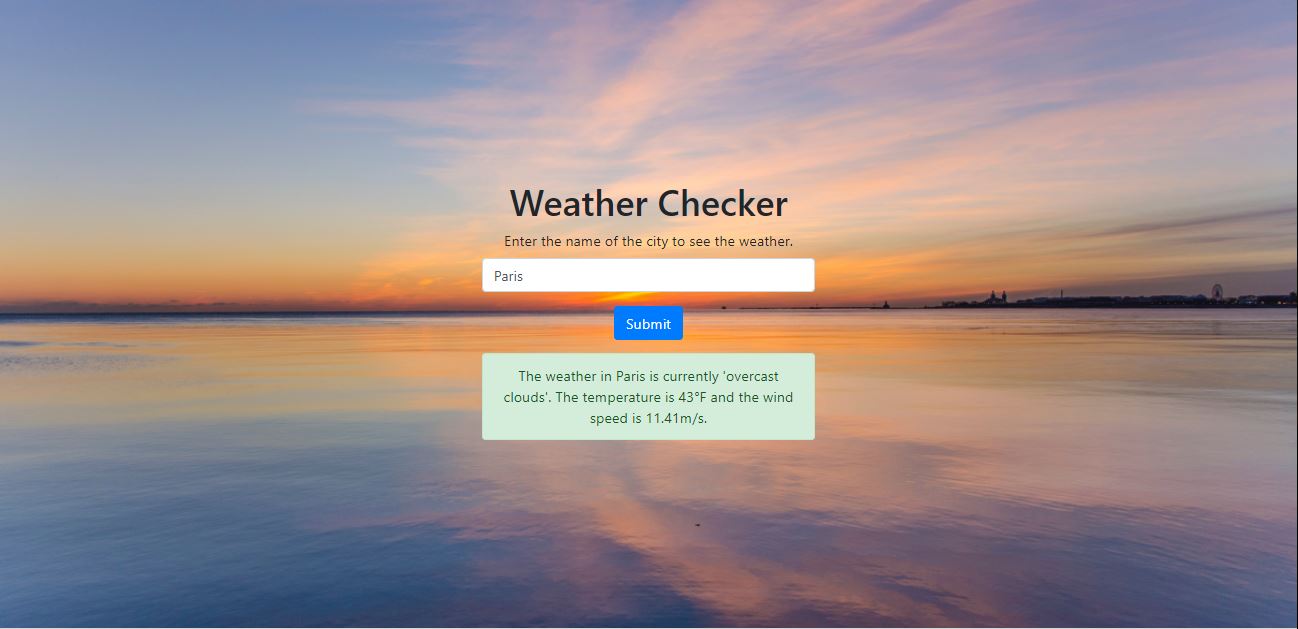 Weather Checker
Enter the name of the city to see the weather.
Paris
Submit
The weather in Paris is currently 'overcast
clouds'. The temperature is 43°F and the wind
speed is 11.41m/s.